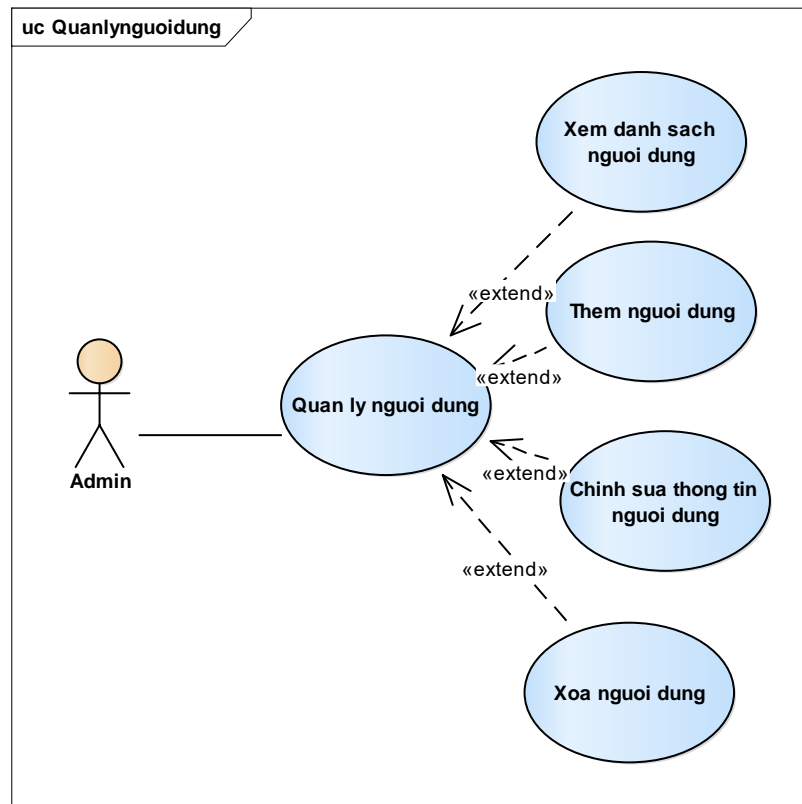 uc Quanlynguoidung
Xem danh sach
nguoi dung
«extend»
Them nguoi dung
«extend»
Quan ly nguoi dung
Admin
«extend»
Chinh sua thong tin
nguoi dung
«extend»
Xoa nguoi dung